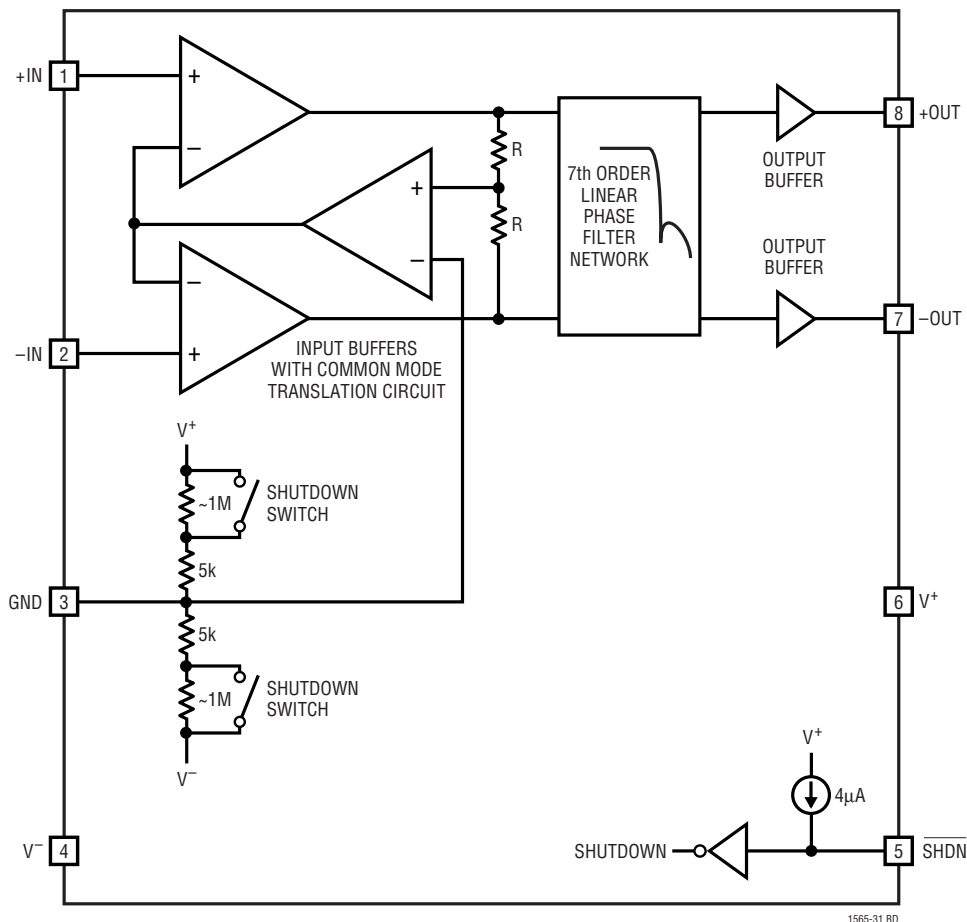 +IN
1
+
−
+
−
−
+
−IN
2
R
R
7th ORDER
LINEAR
PHASE
FILTER
NETWORK
OUTPUT
BUFFER
OUTPUT
BUFFER
8
+OUT
7
−OUT
INPUT BUFFERS
WITH COMMON MODE
TRANSLATION CIRCUIT
V+
~1M
SHUTDOWN
SWITCH
5k
GND
3
5k
~1M
SHUTDOWN
SWITCH
V−
V−
4
6
V+
V+
4µA
SHUTDOWN
5
SHDN
1565-31 BD